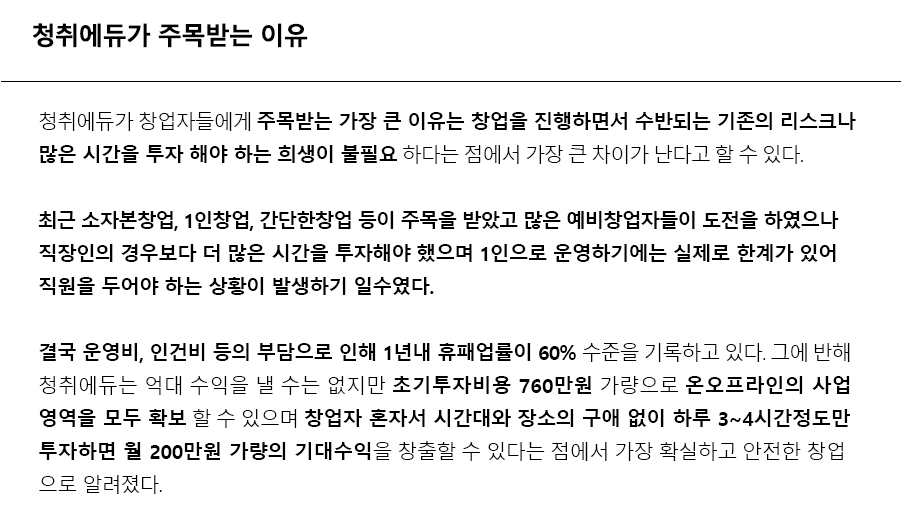 청취에듀가 주목받는 이유
청취에듀가 창업자들에게 주목받는 가장 큰 이유는 창업을 진행하면서 수반되는 기존의 리스크나
많은 시간을 투자 해야 하는 희생이 불필요 하다는 점에서 가장 큰 차이가 난다고 할 수 있다.
최근 소자본창업, 1인창업, 간단한창업 등이 주목을 받았고 많은 예비창업자들이 도전을 하였으나
직장인의 경우보다 더 많은 시간을 투자해야 했으며 1인으로 운영하기에는 실제로 한계가 있어
직원을 두어야 하는 상황이 발생하기 일수였다.
결국 운영비, 인건비 등의 부담으로 인해 1년내 휴폐업률이 60% 수준을 기록하고 있다. 그에 반해
청취에듀는 억대 수익을 낼 수는 없지만 초기투자비용 760만원 가량으로 온오프라인의 사업
영역을 모두 확보 할 수 있으며 창업자 혼자서 시간대와 장소의 구애 없이 하루 3~4시간정도만
투자하면 월 200만원 가량의 기대수익을 창출할 수 있다는 점에서 가장 확실하고 안전한 창업
으로 알려졌다.